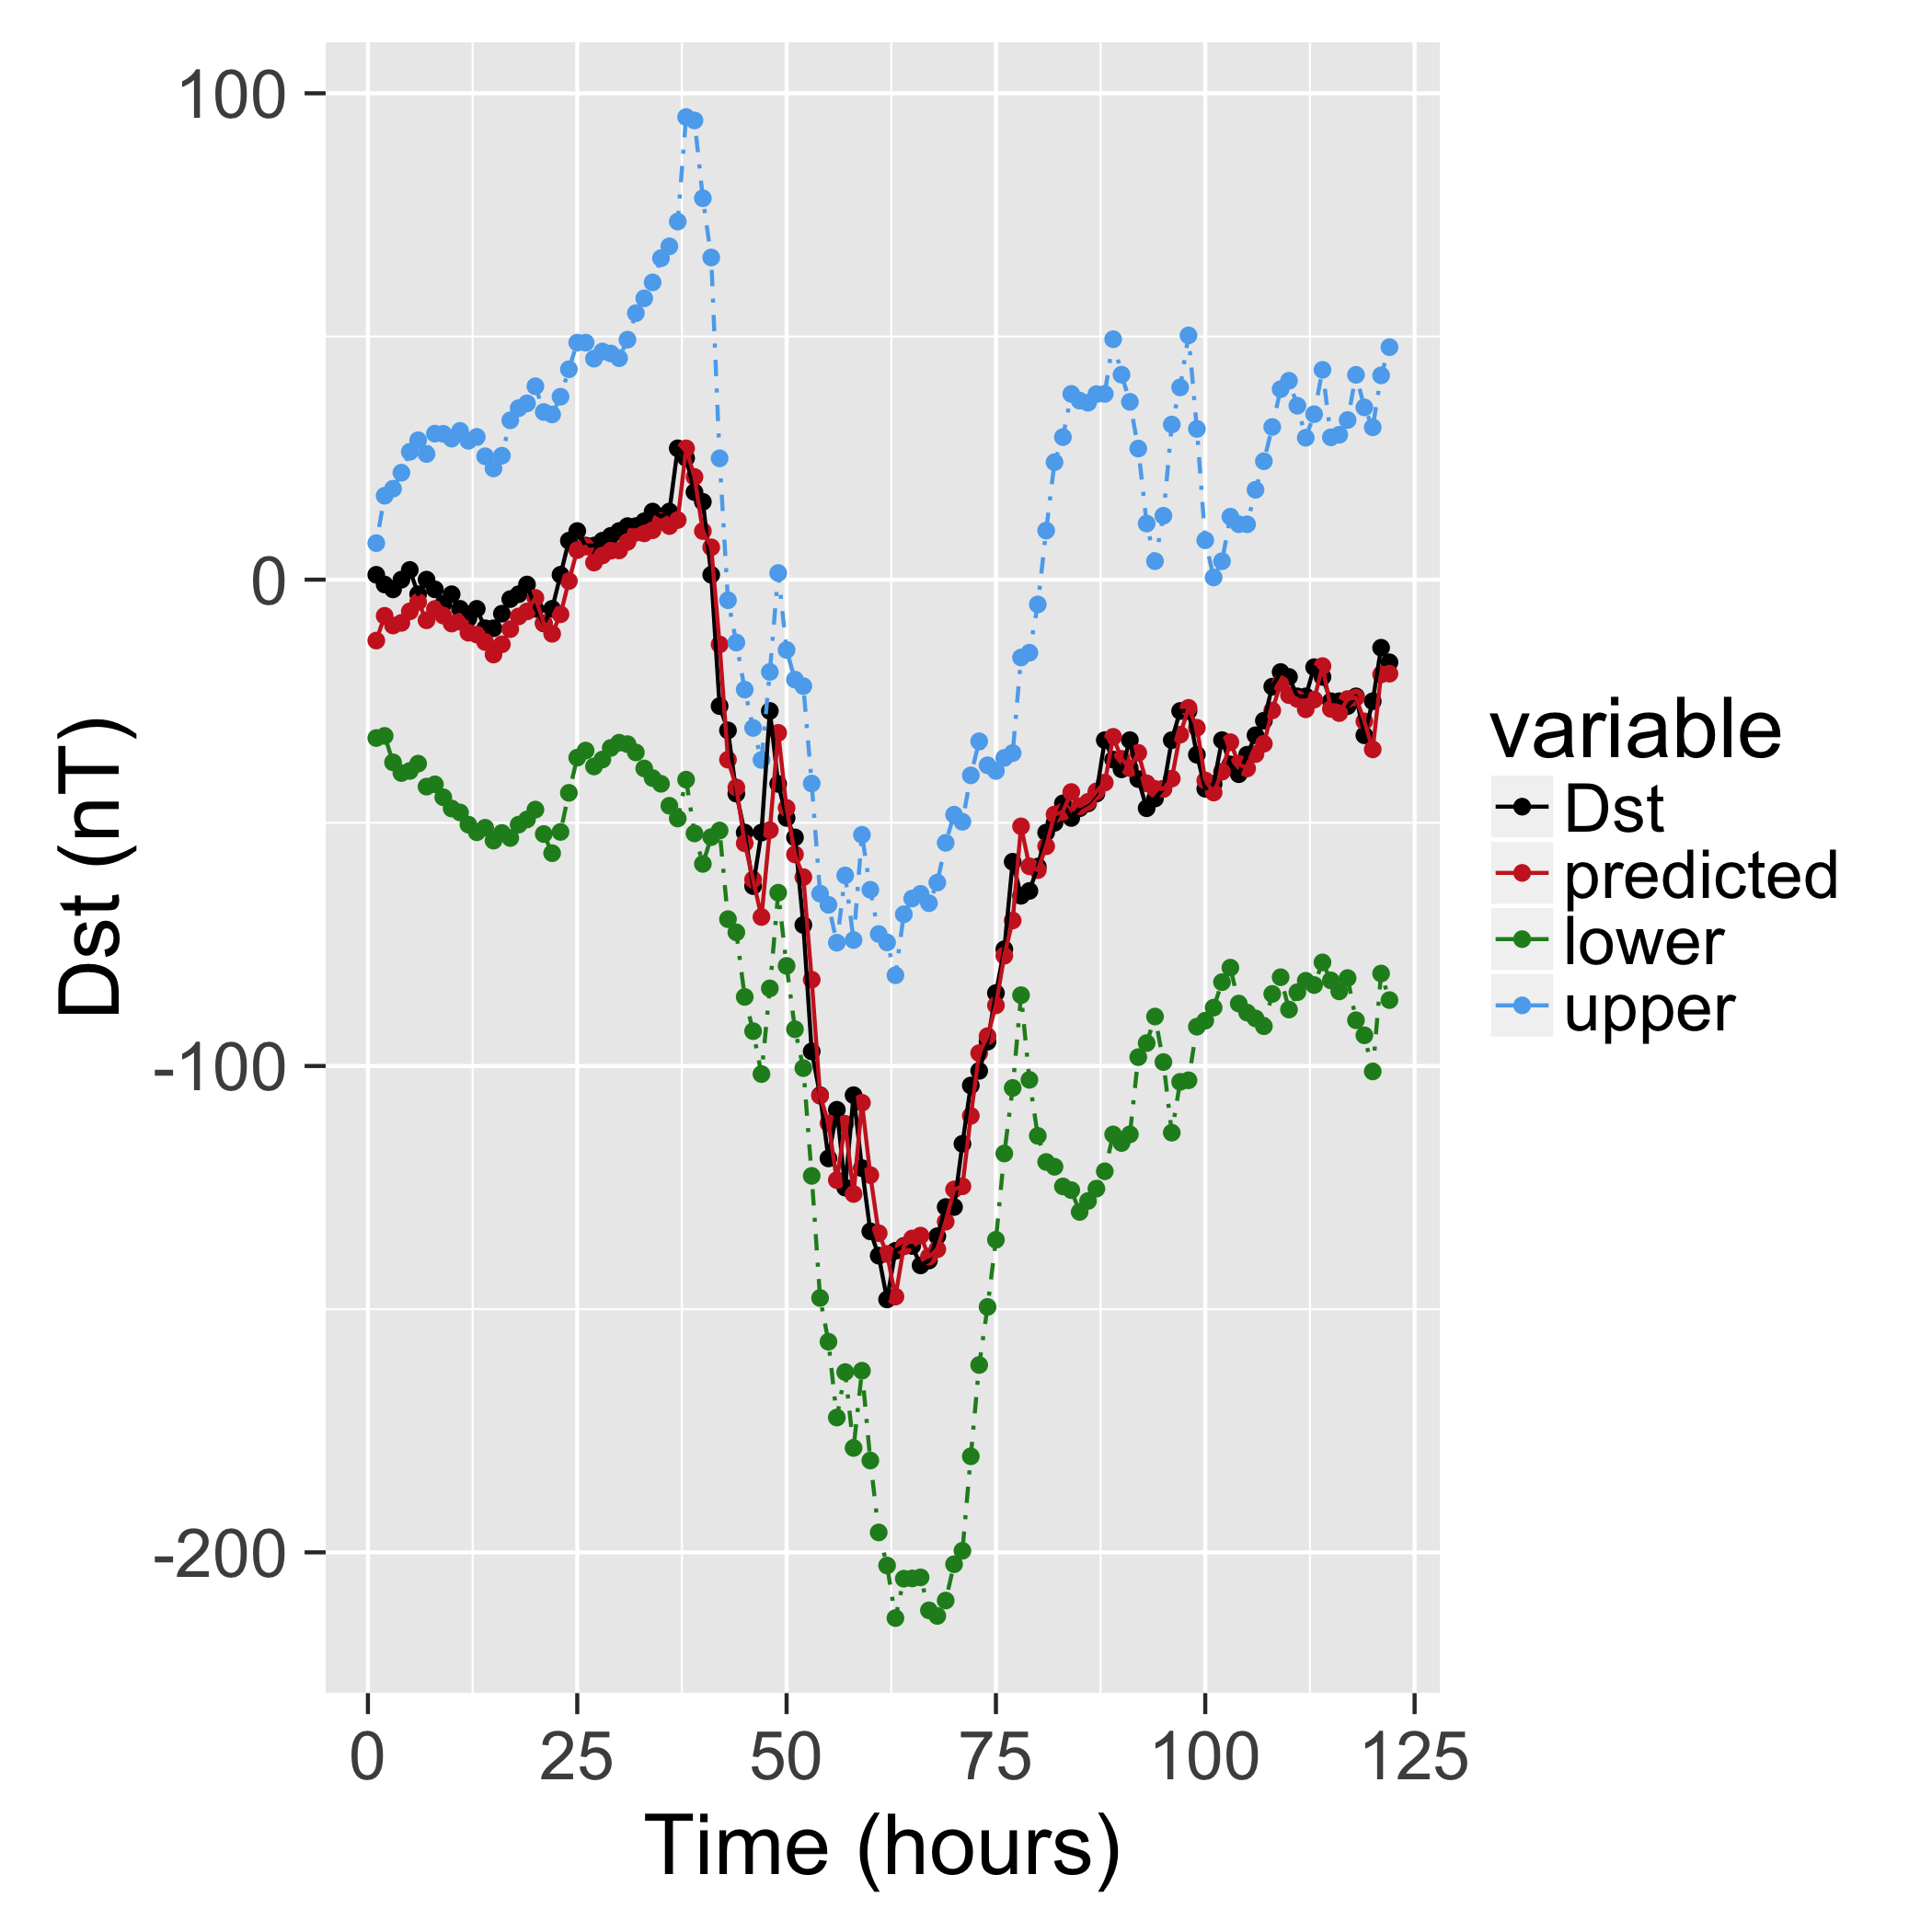 100
0
-100
-200
Dst (nT)
0 25 50 75 100 125
Time (hours)
variable
Dst
predicted
lower
upper